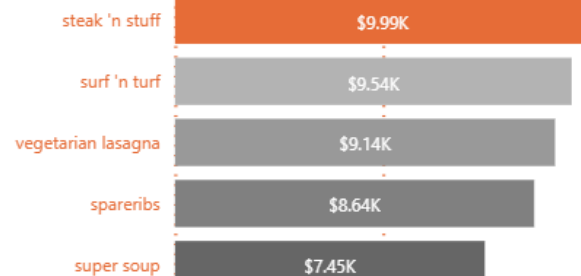 steak 'n stuff $9.99K
surf 'n turf $9.54K
vegetarian lasagna $9.14K
spareribs $8.64K
super soup $7.45K